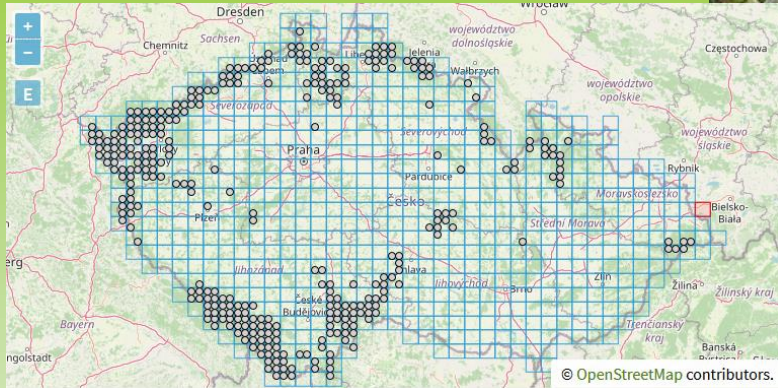 Dresden
Wrocław
+
−
Chemnitz
Sachsen
Jelenia
województwo
dolnośląskie
Wałbrzych
Częstochowa
województwo
opolskie
E
Severozápad
Severovýchod
województwo
śląskie
Praha
Rybnik
Pardubice
Moravskoslezsko
Česko
Plzeň
Střední Morava
Bielsko-
Biała
Jihozápad
Jihovýchod
Brno
Zlín
Žilina
Žilinský kraj
České
Budějovice
Bayern
Trenčiansky
kraj
Banská
© OpenStreetMap contributors.